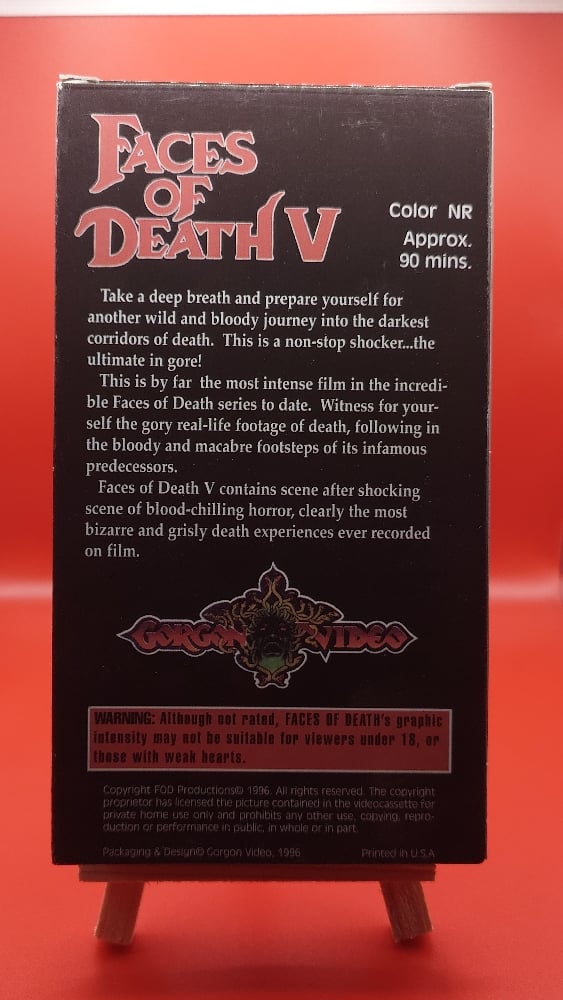 FACES
OF
DEATH V
Color NR
Approx.
90 mins.
Take a deep breath and prepare yourself for
another wild and bloody journey into the darkest
corridors of death. This is a non-stop shocker...the
ultimate in gore!
This is by far the most intense film in the incredi-
ble Faces of Death series to date. Witness for your-
self the gory real-life footage of death, following in
the bloody and macabre footsteps of its infamous
predecessors.
Faces of Death V contains scene after shocking
scene of blood-chilling horror, clearly the most
bizarre and grisly death experiences ever recorded
on film.
GORGON VIDEO
WARNING: Although not rated, FACES OF DEATH's graphic
intensity may not be suitable for viewers under 18, or
those with weak hearts.
Copyright FOD Productions© 1996. All rights reserved. The copyright
proprietor has licensed the picture contained in the videocassette for
private home use only and prohibits any other use, copying, repro-
duction or performance in public, in whole or in part.
Packaging & Design© Gorgon Video, 1996
Printed in U.S.A